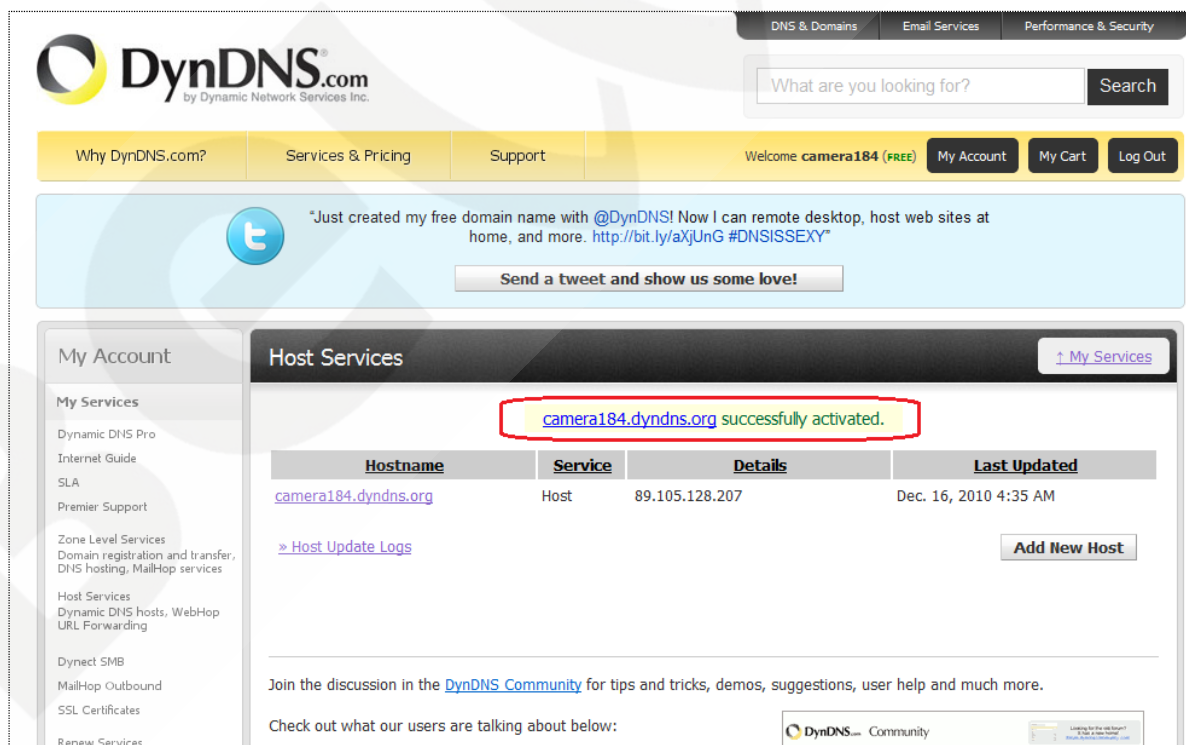 DNS & Domains Email Services Performance & Security
DynDNS.com
by Dynamic Network Services Inc.
What are you looking for? Search
Why DynDNS.com? Services & Pricing Support Welcome camera184 (FREE) My Account My Cart Log Out
“Just created my free domain name with @DynDNS! Now I can remote desktop, host web sites at
home, and more. http://bit.ly/aXjUnG #DNSISSEXY”
Send a tweet and show us some love!
My Account
My Services
Dynamic DNS Pro
Internet Guide
SLA
Premier Support
Zone Level Services
Domain registration and transfer,
DNS hosting, MailHop services
Host Services
Dynamic DNS hosts, WebHop
URL Forwarding
Dynect SMB
MailHop Outbound
SSL Certificates
Renew Services
Host Services ↑ My Services
camera184.dyndns.org successfully activated.
Hostname Service Details Last Updated
camera184.dyndns.org Host 89.105.128.207 Dec. 16, 2010 4:35 AM
» Host Update Logs Add New Host
Join the discussion in the DynDNS Community for tips and tricks, demos, suggestions, user help and much more.
Check out what our users are talking about below:
DynDNS.com Community